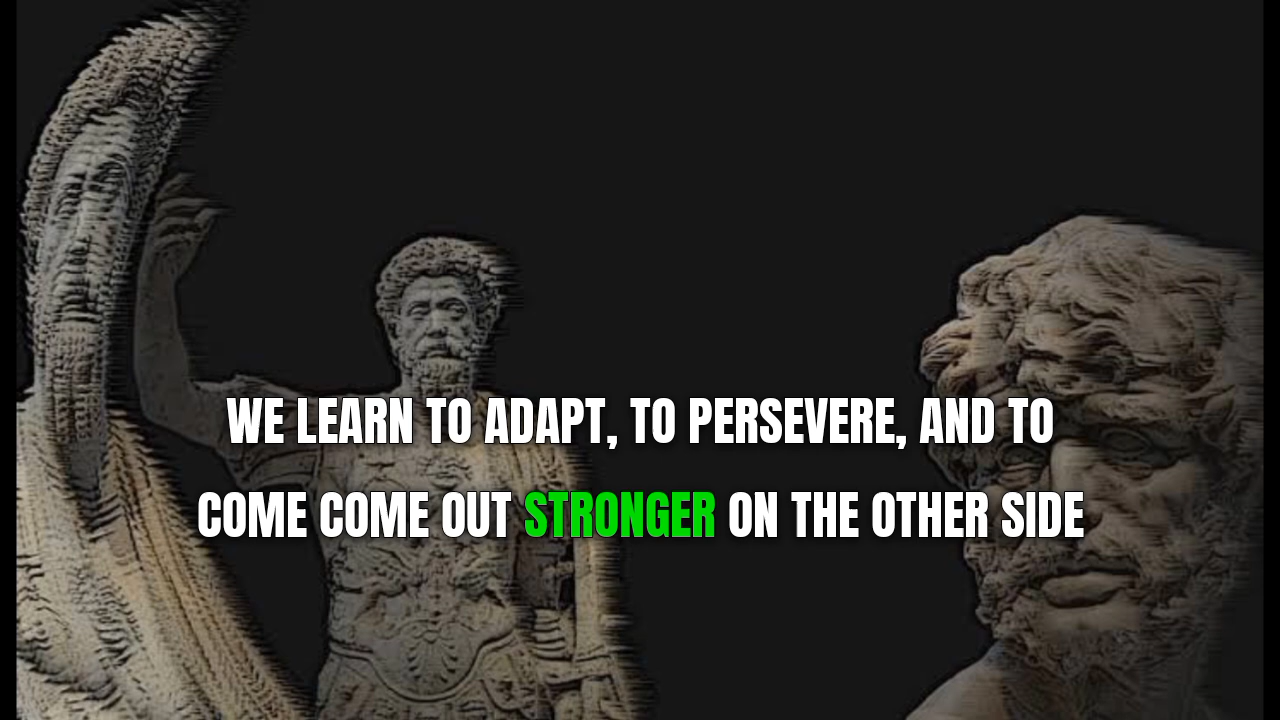 WE LEARN TO ADAPT, TO PERSEVERE, AND TO
COME COME OUT STRONGER ON THE OTHER SIDE